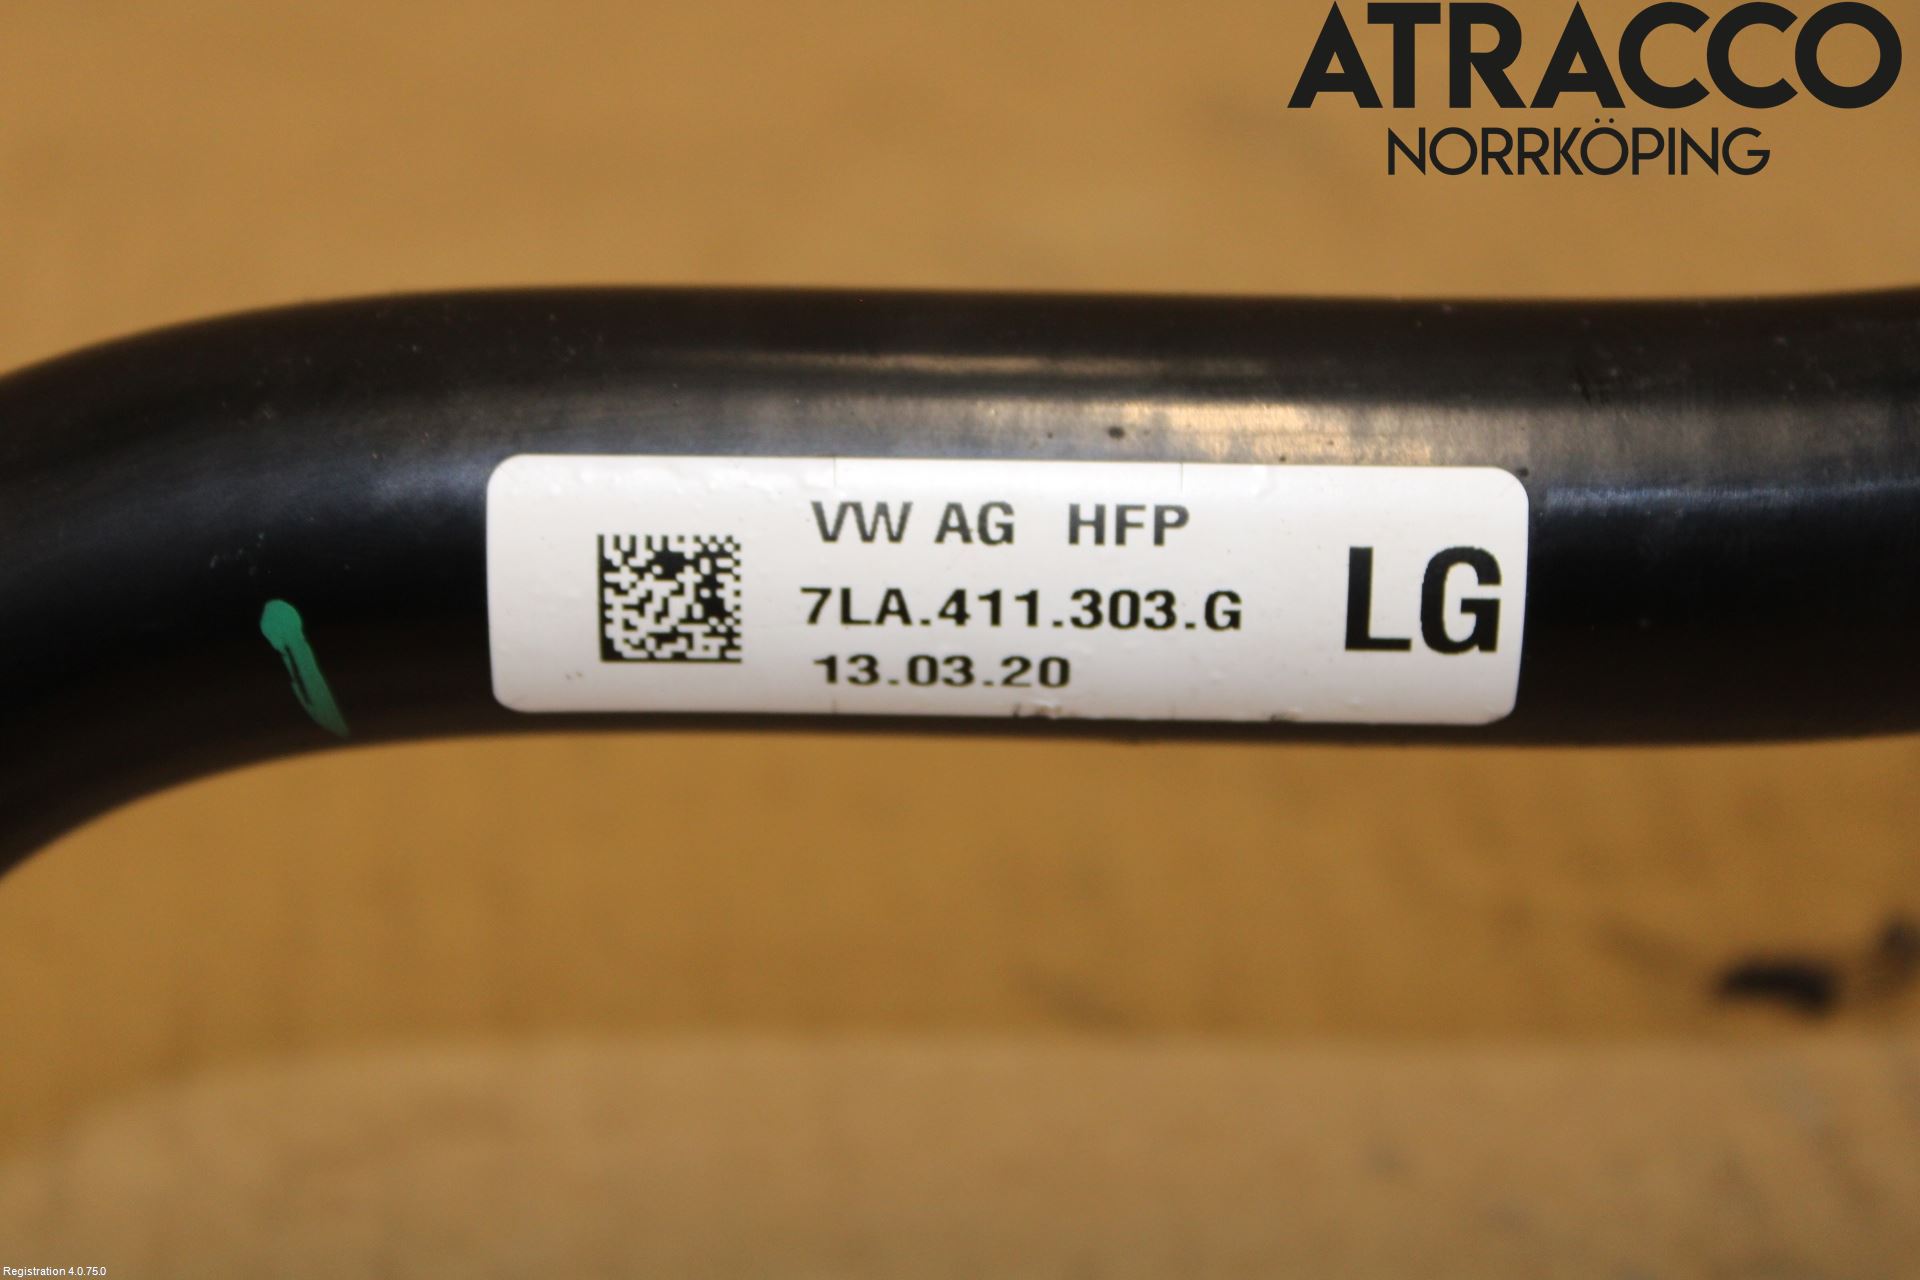 ATRACCO
NORRKÖPING
VW AG HFP
7LA.411.303.G
13.03.20
LG
Registration 4.0.75.0